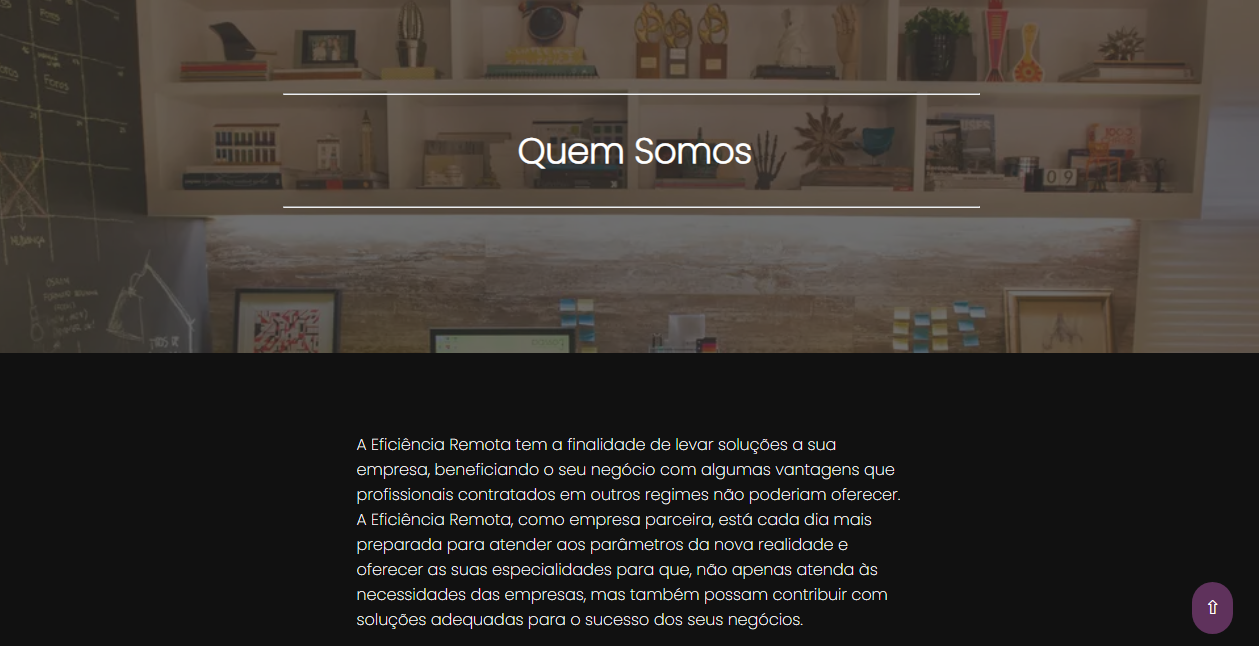 Quem Somos
09
A Eficiência Remota tem a finalidade de levar soluções a sua
empresa, beneficiando o seu negócio com algumas vantagens que
profissionais contratados em outros regimes não poderiam oferecer.
A Eficiência Remota, como empresa parceira, está cada dia mais
preparada para atender aos parâmetros da nova realidade e
oferecer as suas especialidades para que, não apenas atenda às
necessidades das empresas, mas também possam contribuir com
soluções adequadas para o sucesso dos seus negócios.
⇧